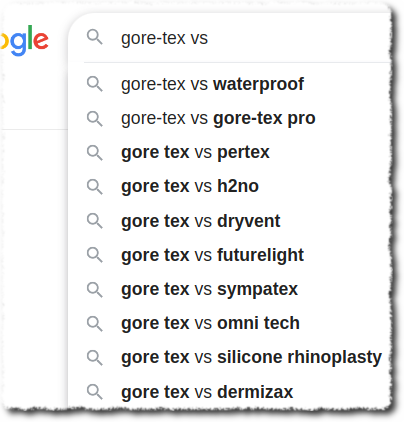 ogle
gore-tex vs
gore-tex vs waterproof
gore-tex vs gore-tex pro
gore tex vs pertex
gore tex vs h2no
gore tex vs dryvent
gore tex vs futurelight
gore tex vs sympatex
gore tex vs omni tech
gore tex vs silicone rhinoplasty
gore tex vs dermizax